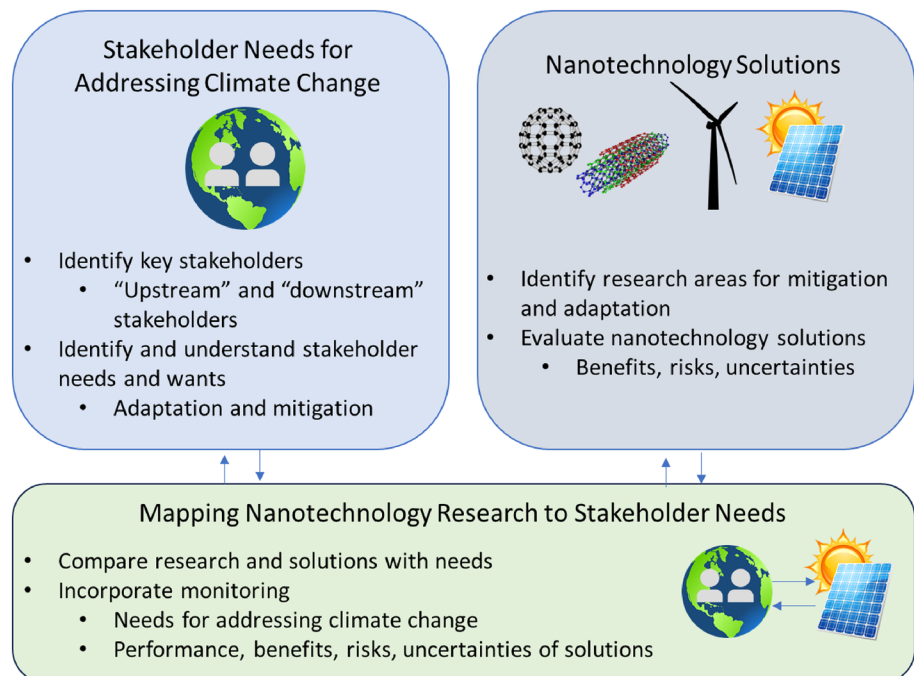 Stakeholder Needs for
Addressing Climate Change
• Identify key stakeholders
• “Upstream” and “downstream”
stakeholders
• Identify and understand stakeholder
needs and wants
• Adaptation and mitigation
Nanotechnology Solutions
• Identify research areas for mitigation
and adaptation
• Evaluate nanotechnology solutions
• Benefits, risks, uncertainties
Mapping Nanotechnology Research to Stakeholder Needs
• Compare research and solutions with needs
• Incorporate monitoring
• Needs for addressing climate change
• Performance, benefits, risks, uncertainties of solutions